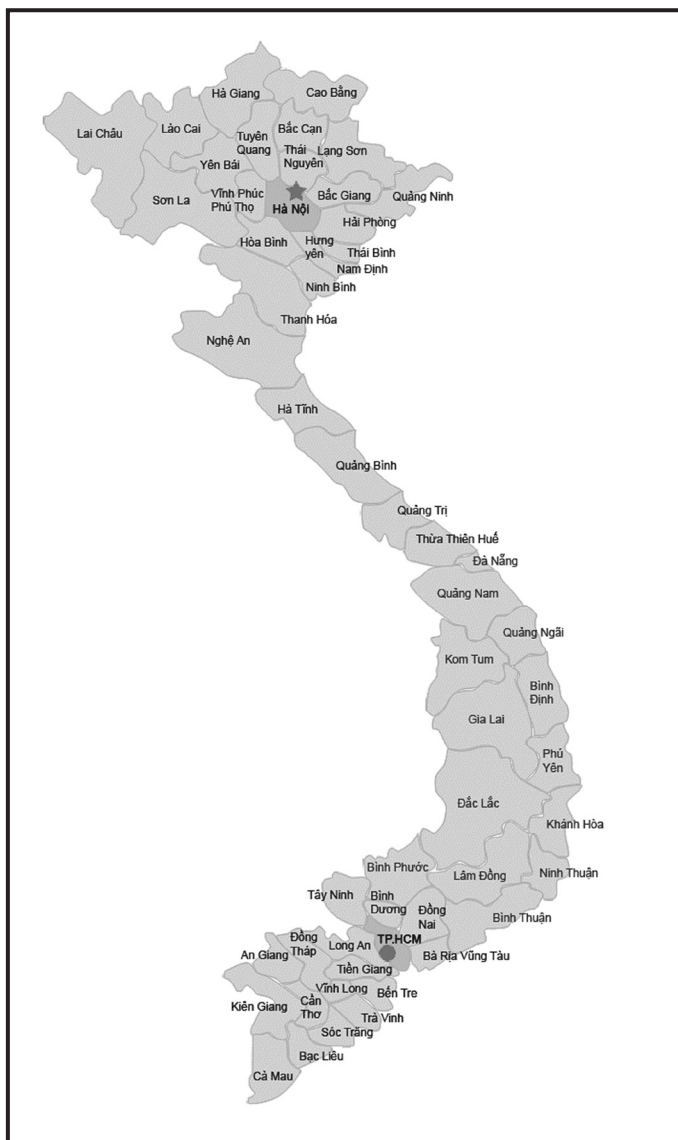 Hà Giang
Cao Bằng
Lai Châu
Lào Cai
Tuyên
Quang
Bắc Cạn
Thái
Nguyên
Lạng Sơn
Yên Bái
Sơn La
Vĩnh Phúc
Phú Thọ
Hà Nội
Bắc Giang
Quảng Ninh
Hải Phòng
Hòa Bình
Hưng
yên
Thái Bình
Nam Định
Ninh Bình
Thanh Hóa
Nghệ An
Hà Tĩnh
Quảng Bình
Quảng Trị
Thừa Thiên Huế
Đà Nẵng
Quảng Nam
Quảng Ngãi
Kom Tum
Bình
Định
Gia Lai
Phú
Yên
Đắc Lắc
Khánh Hòa
Bình Phước
Lâm Đồng
Ninh Thuận
Tây Ninh
Bình
Dương
Đồng
Nai
Bình Thuận
TP.HCM
Đồng
Tháp
Long An
An Giang
Bà Rịa Vũng Tàu
Tiền Giang
Vĩnh Long
Bến Tre
Kiên Giang
Cần
Thơ
Trà Vinh
Sóc Trăng
Bạc Liêu
Cà Mau